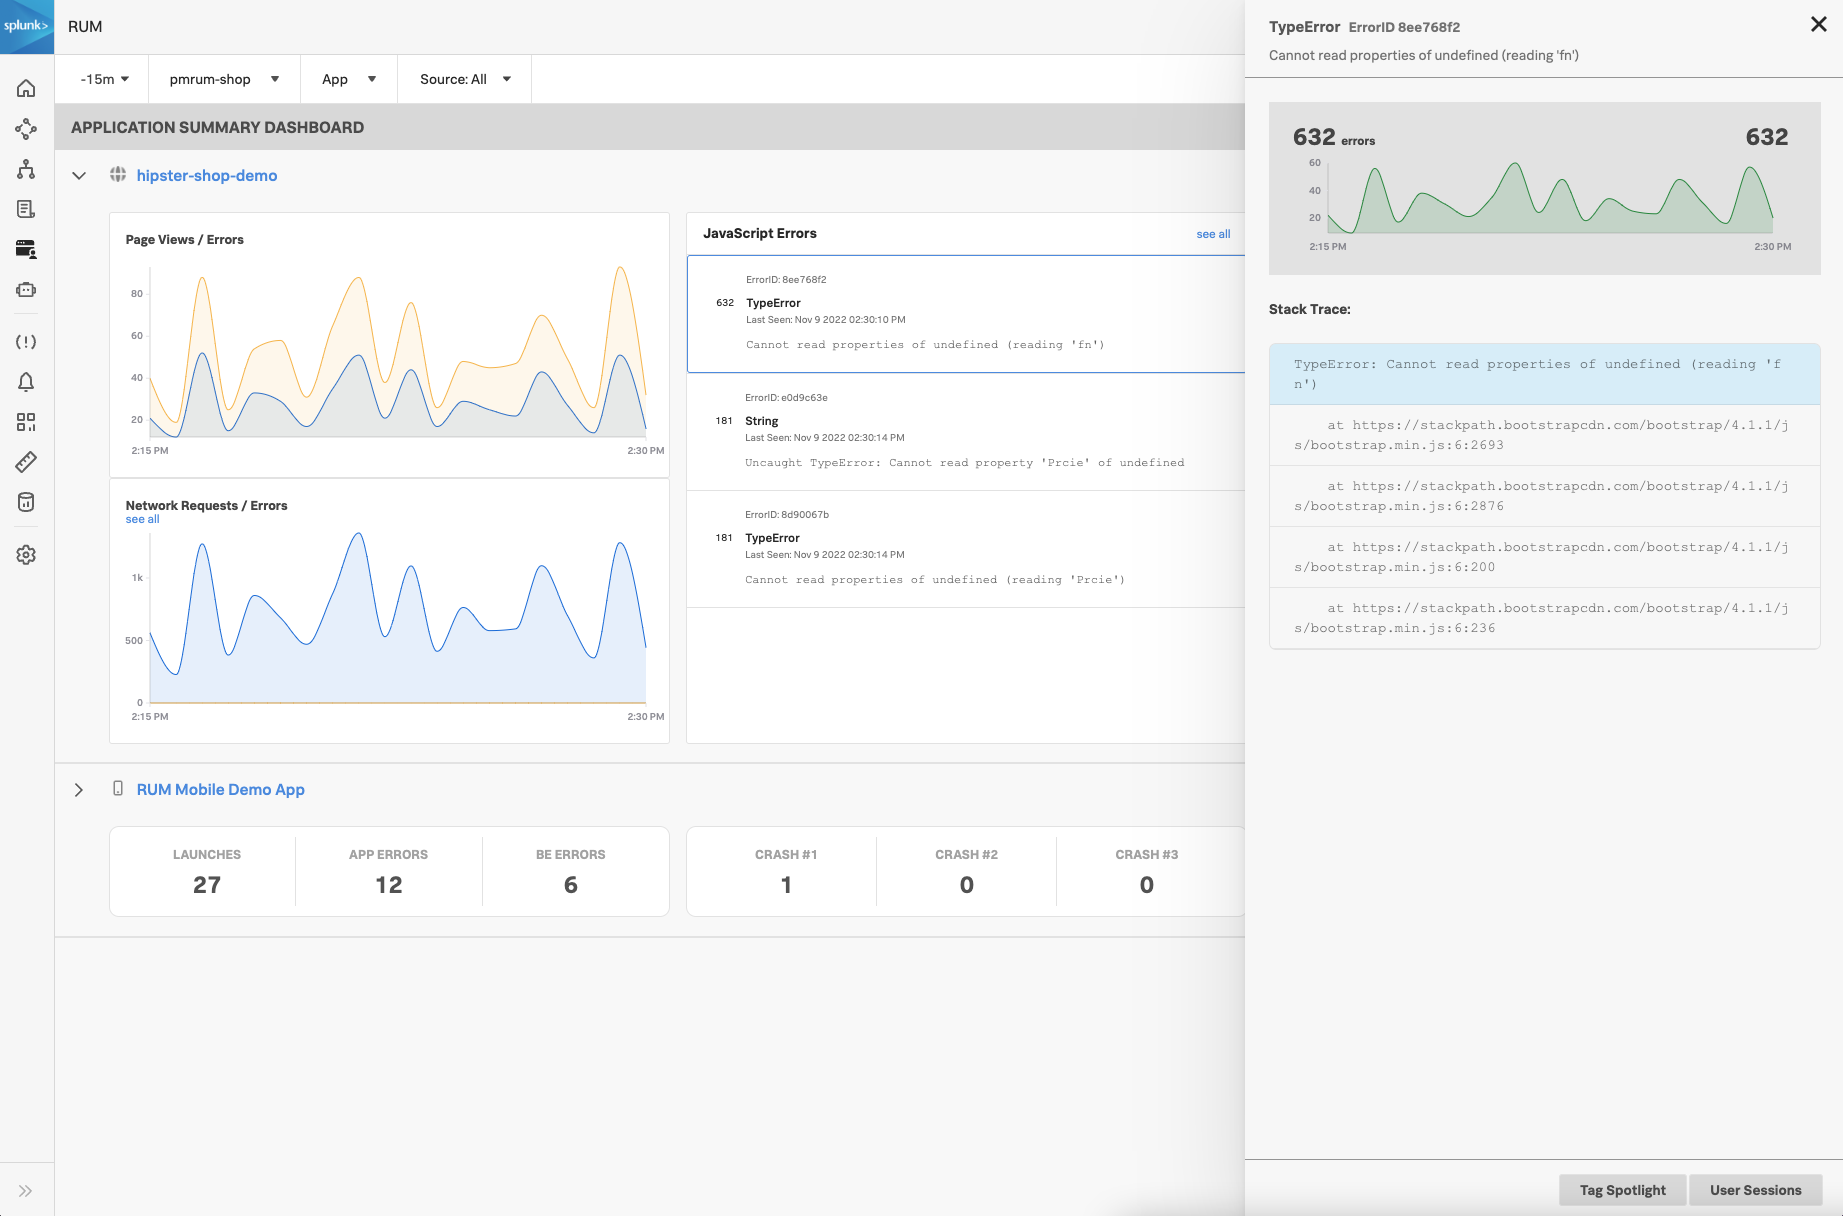 splunk>
RUM
-15m
pmrum-shop
App
Source: All
APPLICATION SUMMARY DASHBOARD
hipster-shop-demo
Page Views / Errors
80
60
40
20
2:15 PM
2:30 PM
Network Requests / Errors
see all
1k
500
0
2:15 PM
2:30 PM
JavaScript Errors
see all
ErrorID: 8ee768f2
632 TypeError
Last Seen: Nov 9 2022 02:30:10 PM
Cannot read properties of undefined (reading 'fn')
ErrorID: e0d9c63e
181 String
Last Seen: Nov 9 2022 02:30:14 PM
Uncaught TypeError: Cannot read property 'Prcie' of undefined
ErrorID: 8d90067b
181 TypeError
Last Seen: Nov 9 2022 02:30:14 PM
Cannot read properties of undefined (reading 'Prcie')
RUM Mobile Demo App
LAUNCHES
27
APP ERRORS
12
BE ERRORS
6
CRASH #1
1
CRASH #2
0
CRASH #3
0
TypeError ErrorID 8ee768f2
Cannot read properties of undefined (reading 'fn')
632 errors
632
60
40
20
2:15 PM
2:30 PM
Stack Trace:
TypeError: Cannot read properties of undefined (reading 'f
n')
at https://stackpath.bootstrapcdn.com/bootstrap/4.1.1/j
s/bootstrap.min.js:6:2693
at https://stackpath.bootstrapcdn.com/bootstrap/4.1.1/j
s/bootstrap.min.js:6:2876
at https://stackpath.bootstrapcdn.com/bootstrap/4.1.1/j
s/bootstrap.min.js:6:200
at https://stackpath.bootstrapcdn.com/bootstrap/4.1.1/j
s/bootstrap.min.js:6:236
Tag Spotlight
User Sessions